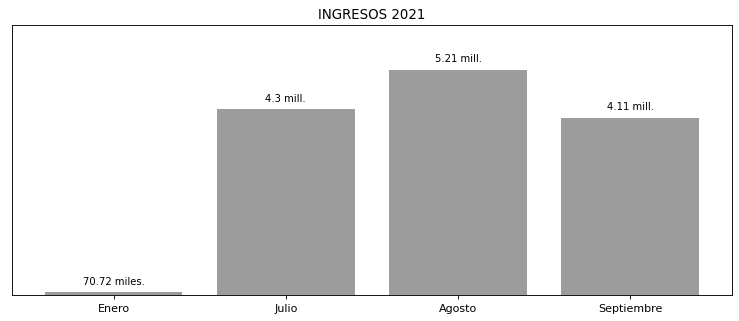 INGRESOS 2021
5.21 mill.
4.3 mill.
4.11 mill.
70.72 miles.
Enero
Julio
Agosto
Septiembre